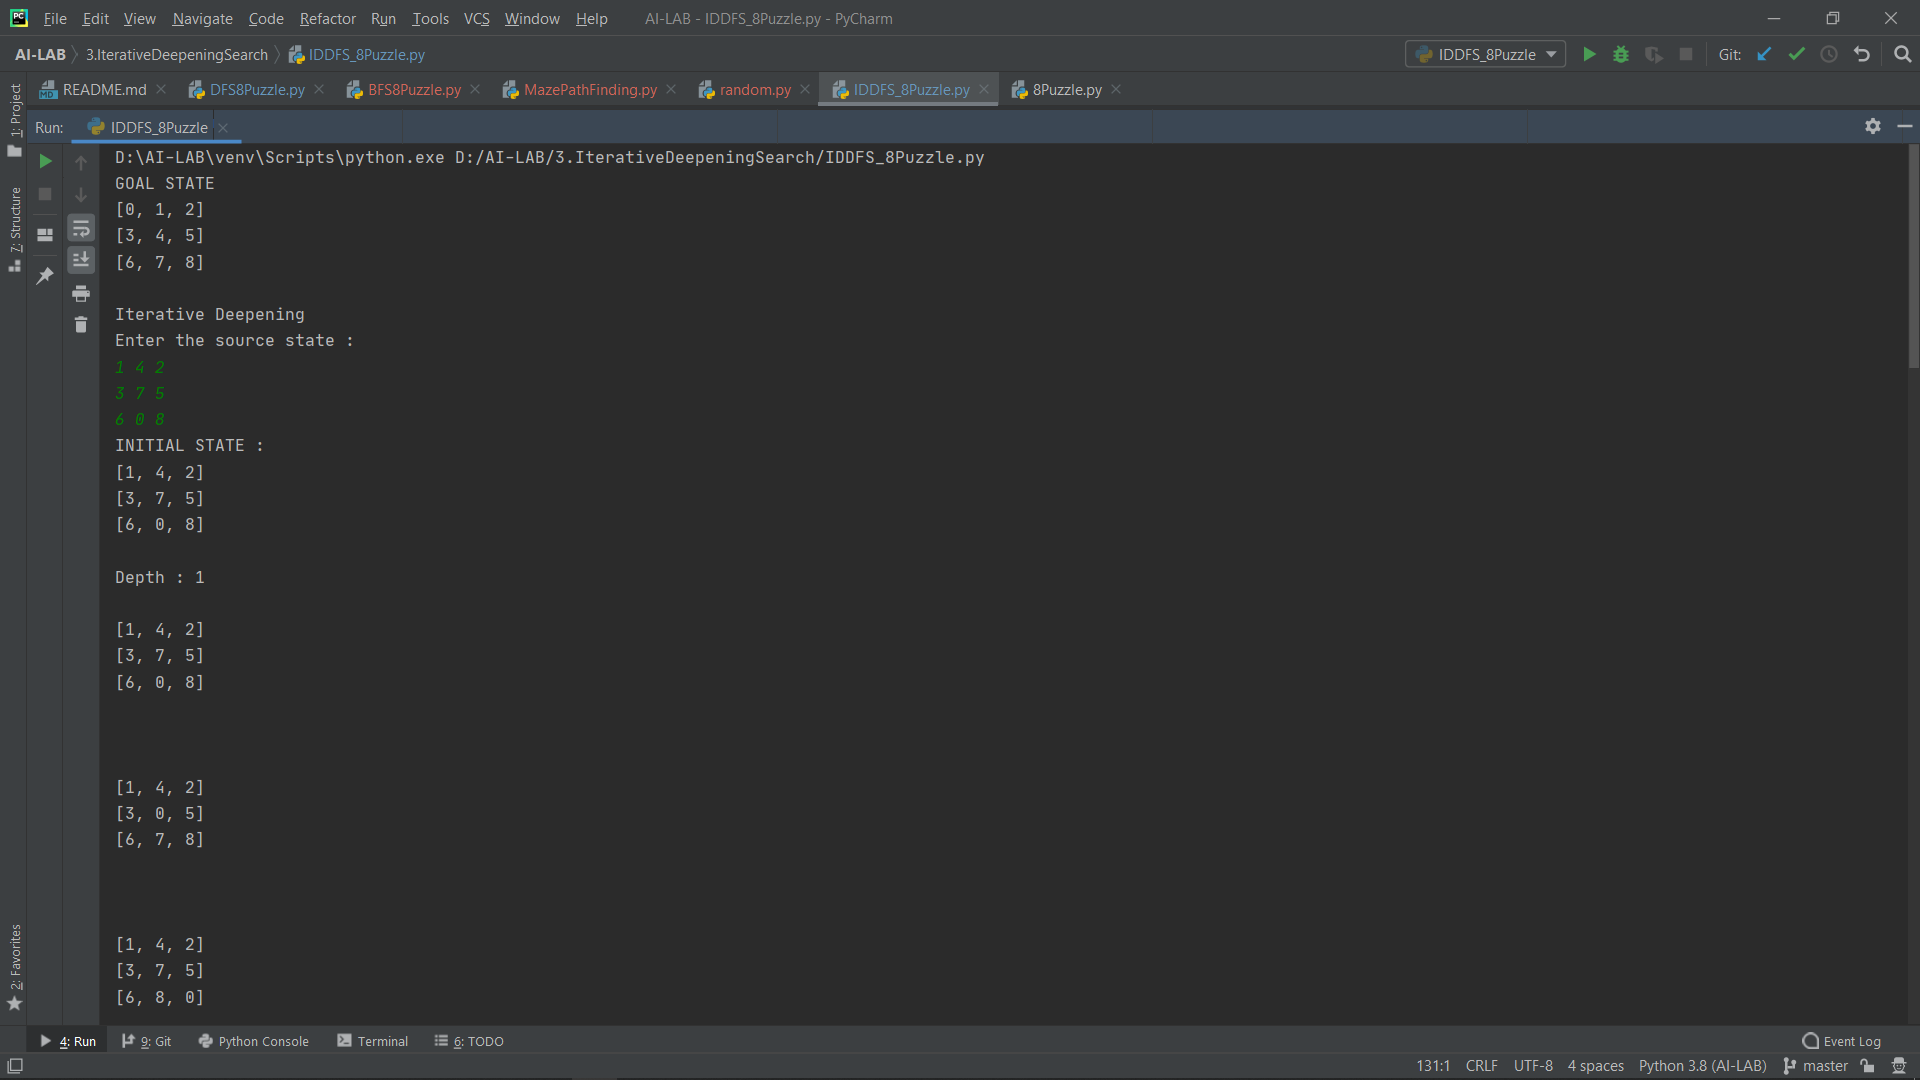 File Edit View Navigate Code Refactor Run Tools VCS Window Help AI-LAB - IDDFS_8Puzzle.py - PyCharm
AI-LAB 3.IterativeDeepeningSearch IDDFS_8Puzzle.py IDDFS_8Puzzle Git:
README.md DFS8Puzzle.py BFS8Puzzle.py MazePathFinding.py random.py IDDFS_8Puzzle.py 8Puzzle.py
Run: IDDFS_8Puzzle
1: Project
7: Structure
2: Favorites
D:\AI-LAB\venv\Scripts\python.exe D:/AI-LAB/3.IterativeDeepeningSearch/IDDFS_8Puzzle.py
GOAL STATE
[0, 1, 2]
[3, 4, 5]
[6, 7, 8]
Iterative Deepening
Enter the source state :
1 4 2
3 7 5
6 0 8
INITIAL STATE :
[1, 4, 2]
[3, 7, 5]
[6, 0, 8]
Depth : 1
[1, 4, 2]
[3, 7, 5]
[6, 0, 8]
[1, 4, 2]
[3, 0, 5]
[6, 7, 8]
[1, 4, 2]
[3, 7, 5]
[6, 8, 0]
4: Run 9: Git Python Console Terminal 6: TODO Event Log
131:1 CRLF UTF-8 4 spaces Python 3.8 (AI-LAB) master